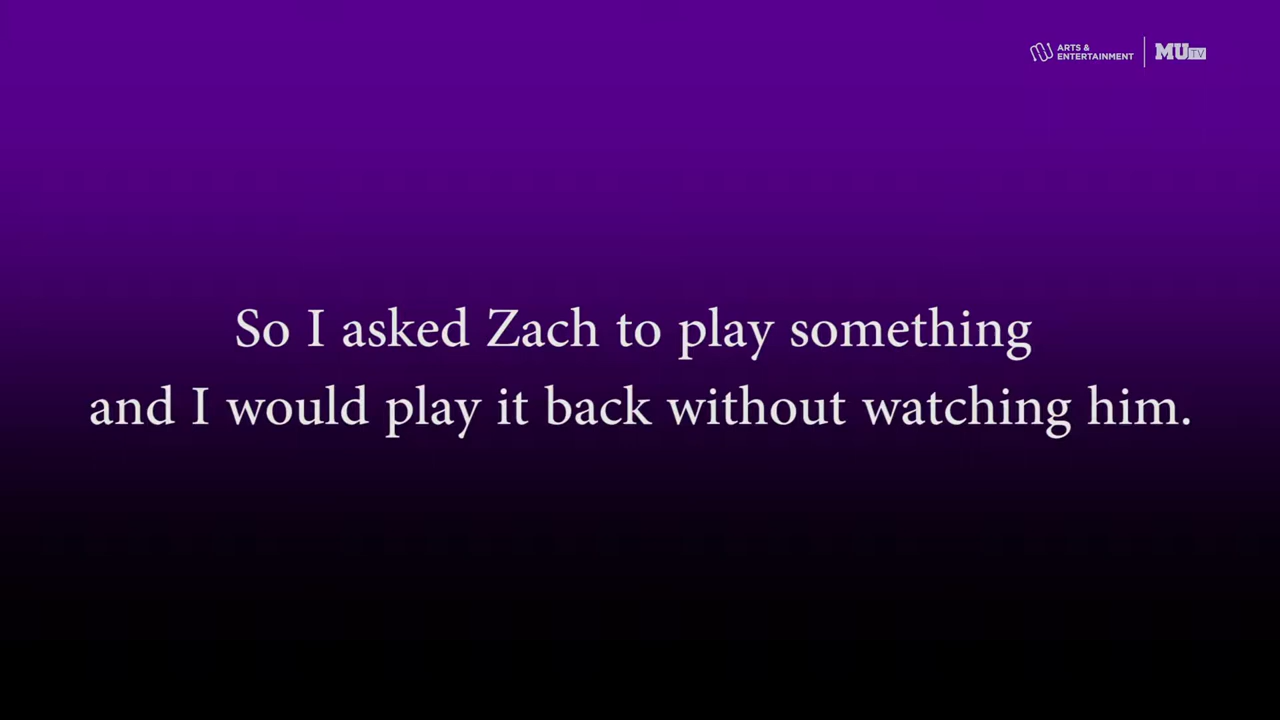 ARTS &
ENTERTAINMENT
MUTV
So I asked Zach to play something
and I would play it back without watching him.